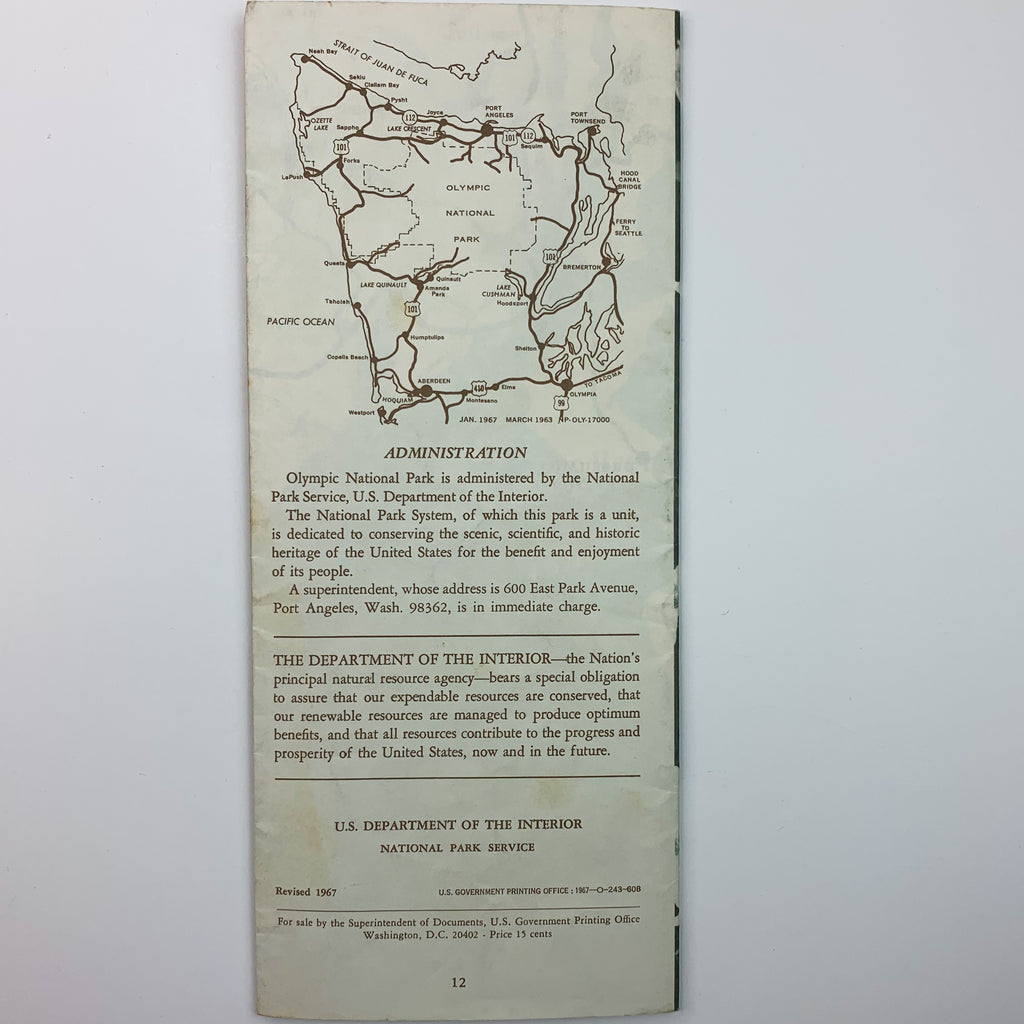 STRAIT OF JUAN DE FUCA
Neah Bay
Sekiu
Clallam Bay
Pysht
112
Joyce
PORT
ANGELES
PORT
TOWNSEND
OZETTE
LAKE
Sappho
LAKE CRESCENT
101
112
Sequim
101
Forks
LaPush
HOOD
CANAL
BRIDGE
OLYMPIC
NATIONAL
PARK
FERRY
TO
SEATTLE
101
BREMERTON
Queets
LAKE QUINAULT
Quinault
Amanda
Park
LAKE
CUSHMAN
Hoodsport
Taholah
101
PACIFIC OCEAN
Humptulips
Copalis Beach
Shelton
ABERDEEN
HOQUIAM
410
Elma
TO TACOMA
Montesano
OLYMPIA
Westport
99
JAN. 1967 MARCH 1963 NP-OLY-17000
ADMINISTRATION
Olympic National Park is administered by the National
Park Service, U.S. Department of the Interior.
The National Park System, of which this park is a unit,
is dedicated to conserving the scenic, scientific, and historic
heritage of the United States for the benefit and enjoyment
of its people.
A superintendent, whose address is 600 East Park Avenue,
Port Angeles, Wash. 98362, is in immediate charge.
THE DEPARTMENT OF THE INTERIOR—the Nation's
principal natural resource agency—bears a special obligation
to assure that our expendable resources are conserved, that
our renewable resources are managed to produce optimum
benefits, and that all resources contribute to the progress and
prosperity of the United States, now and in the future.
U.S. DEPARTMENT OF THE INTERIOR
NATIONAL PARK SERVICE
Revised 1967
U.S. GOVERNMENT PRINTING OFFICE : 1967—O-243-608
For sale by the Superintendent of Documents, U.S. Government Printing Office
Washington, D.C. 20402 - Price 15 cents
12